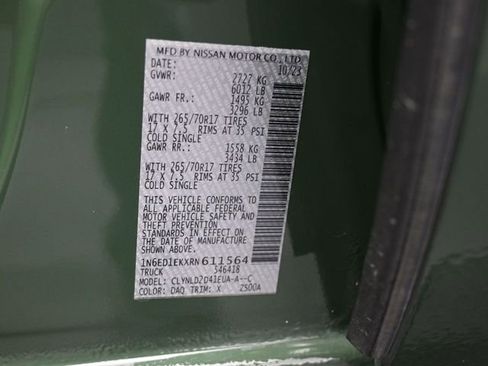 MFD BY NISSAN MOTOR CO., LTD.
DATE: 10/23
GVWR: 2727 KG
6012 LB
GAWR FR.: 1495 KG
3296 LB
WITH 265/70R17 TIRES
17 X 7.5 RIMS AT 35 PSI
COLD SINGLE
GAWR RR.: 1558 KG
3434 LB
WITH 265/70R17 TIRES
17 X 7.5 RIMS AT 35 PSI
COLD SINGLE
THIS VEHICLE CONFORMS TO
ALL APPLICABLE FEDERAL
MOTOR VEHICLE SAFETY AND
THEFT PREVENTION
STANDARDS IN EFFECT ON
THE DATE OF MANUFACTURE
SHOWN ABOVE.
1N6ED1EKXRN611564
TRUCK 546418
MODEL: CLYNLD2D41EUA-A--C
COLOR: DAQ TRIM: X 2500A